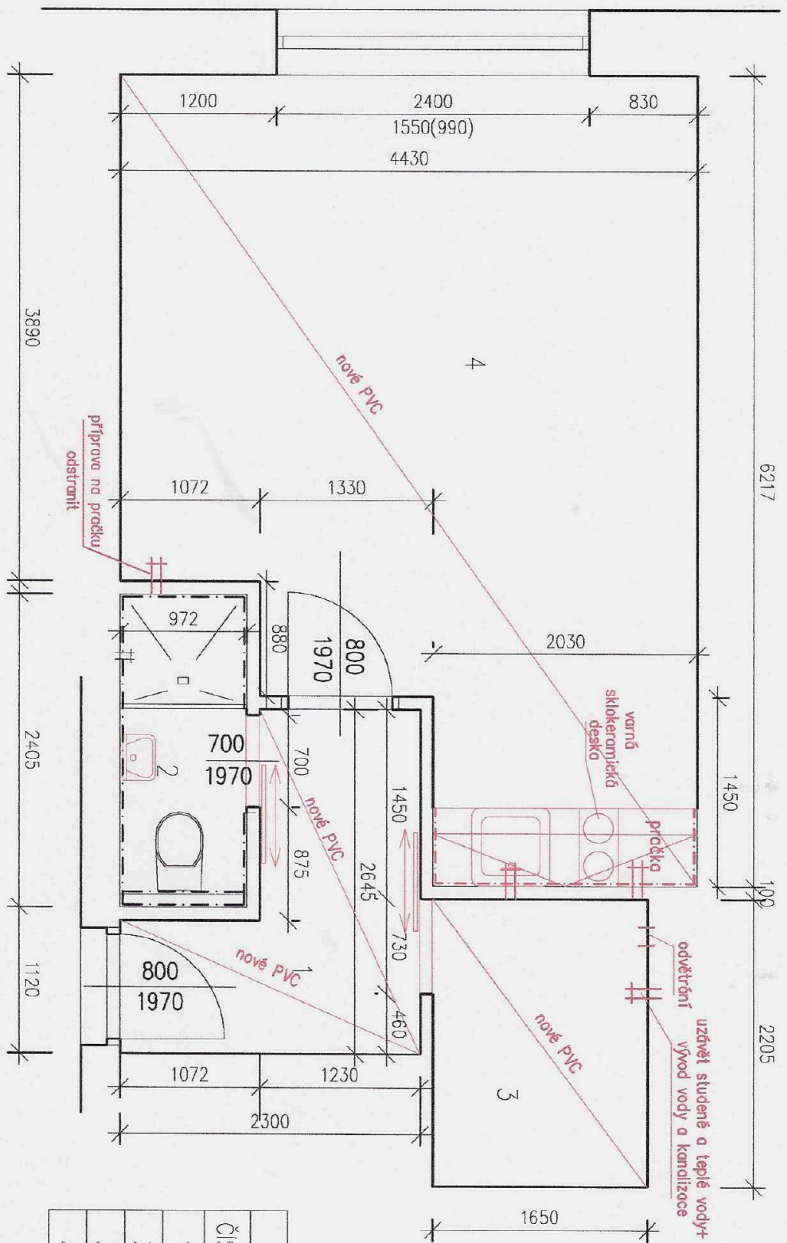 1200
2400
1550(990)
830
4430
3890
6217
4
nové PVC
1072
1330
příprava na pračku
odstranit
972
880
800
1970
2030
varná
sklokeramická
deska
pračka
1450
100
2405
2
700
1970
700
875
nové PVC
1450
2645
730
460
odvětrání
uzávět studené a teplé vody+
vývod vody a kanalizace
2205
1120
800
1970
nové PVC
1
nové PVC
3
1072
1230
2300
1650